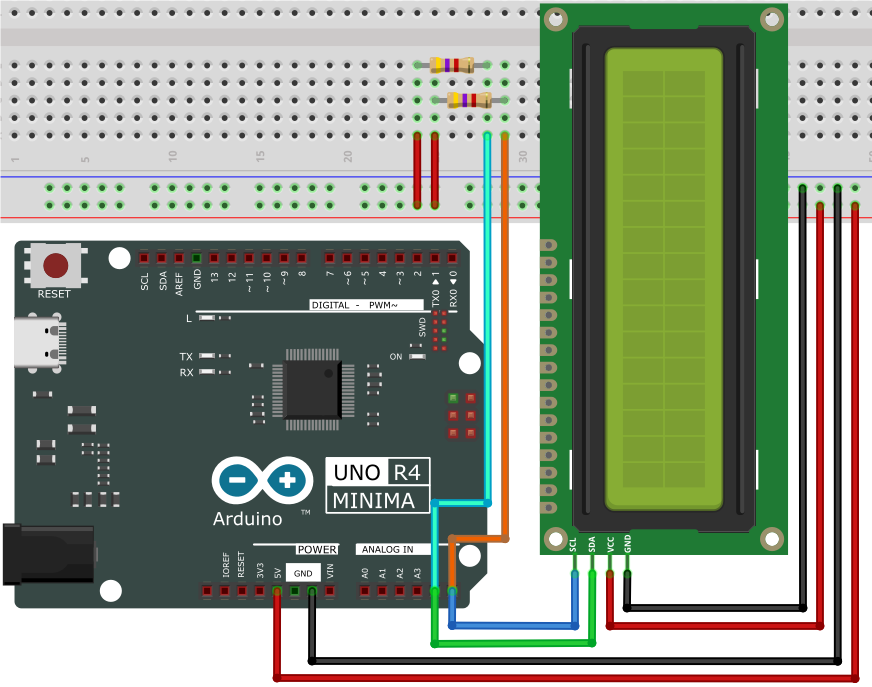 1 5 10 15 20 30
RESET
SCL SDA AREF GND 13 12 ~11 ~10 ~9 8 7 ~6 ~5 4 ~3 2 TX0▶1 RX0◀0
DIGITAL - PWM~
L
SWD
TX
RX
ON
UNO R4
MINIMA
Arduino
TM
POWER
ANALOG IN
IOREF RESET 3V3 5V GND VIN A0 A1 A2 A3
SCL SDA VCC GND